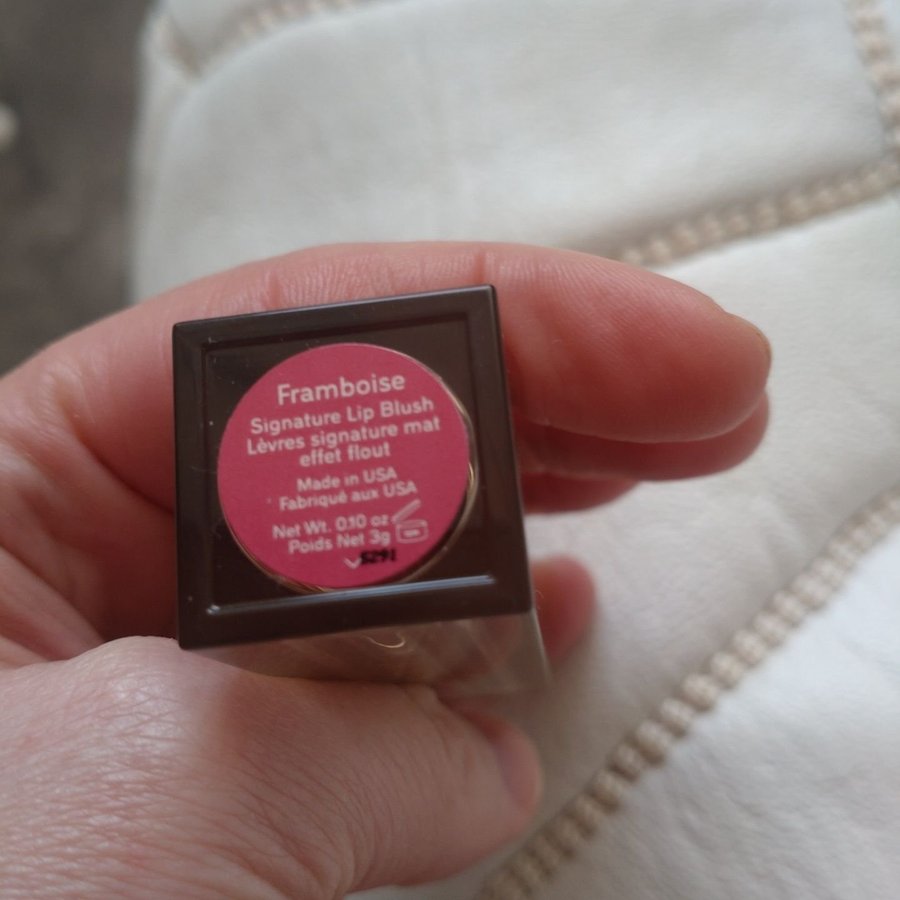 Framboise
Signature Lip Blush
Lèvres signature mat
effet flout
Made in USA
Fabriqué aux USA
Net Wt. 0.10 oz
Poids Net 3g
5291